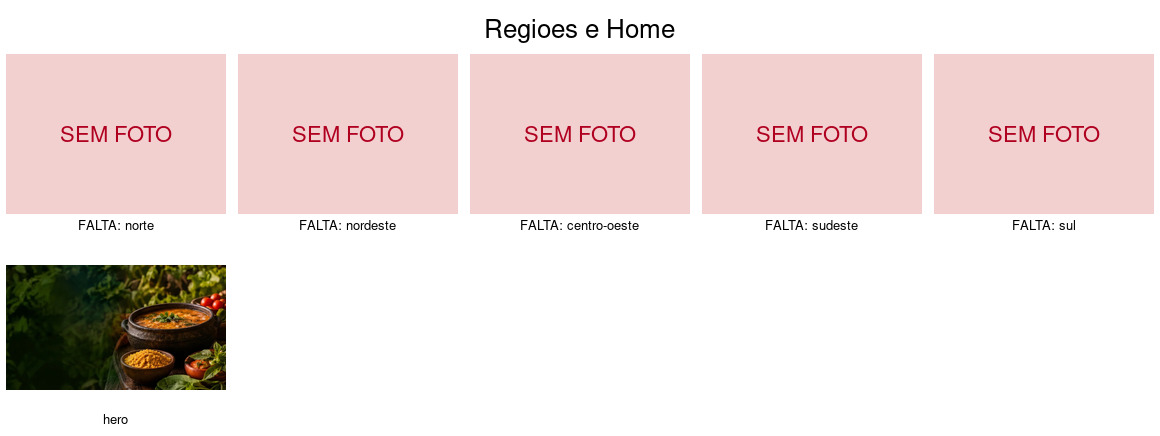 Regioes e Home
SEM FOTO SEM FOTO SEM FOTO SEM FOTO SEM FOTO
FALTA: norte FALTA: nordeste FALTA: centro-oeste FALTA: sudeste FALTA: sul
hero